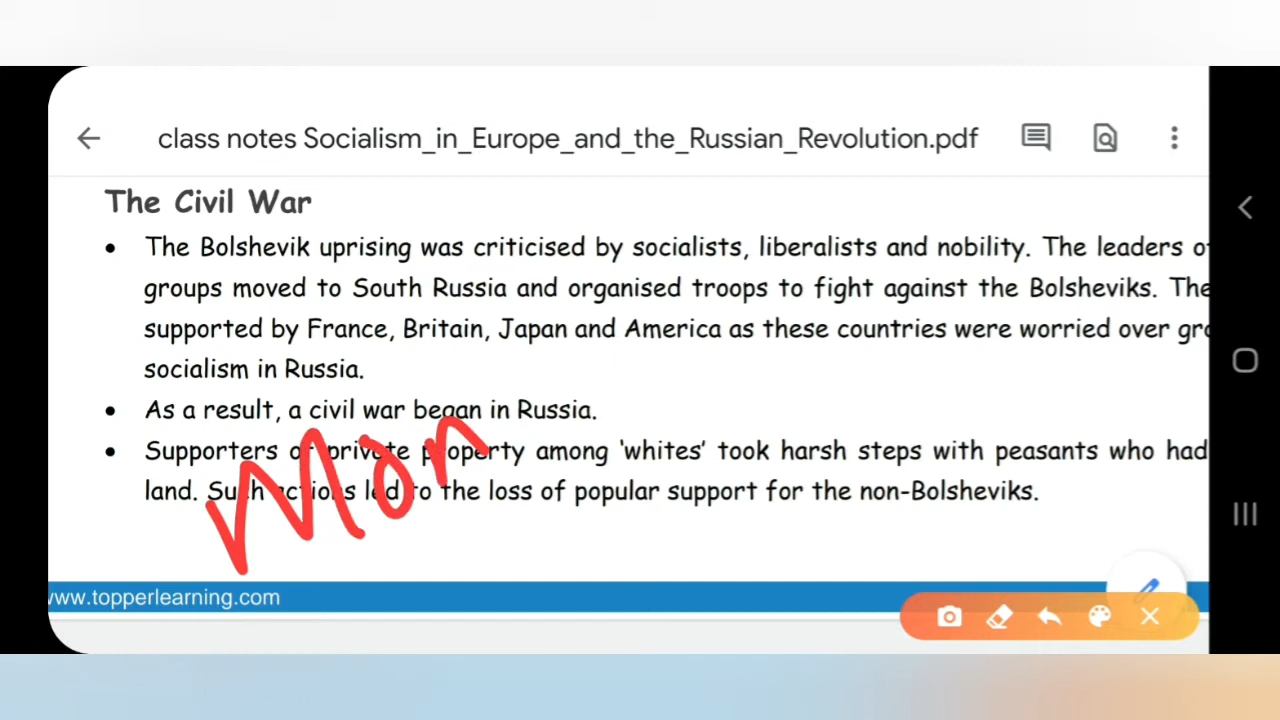 class notes Socialism_in_Europe_and_the_Russian_Revolution.pdf
The Civil War
• The Bolshevik uprising was criticised by socialists, liberalists and nobility. The leaders of
groups moved to South Russia and organised troops to fight against the Bolsheviks. The
supported by France, Britain, Japan and America as these countries were worried over gro
socialism in Russia.
• As a result, a civil war began in Russia.
• Supporters of private property among ‘whites’ took harsh steps with peasants who had
land. Such actions led to the loss of popular support for the non-Bolsheviks.
Mon
www.topperlearning.com